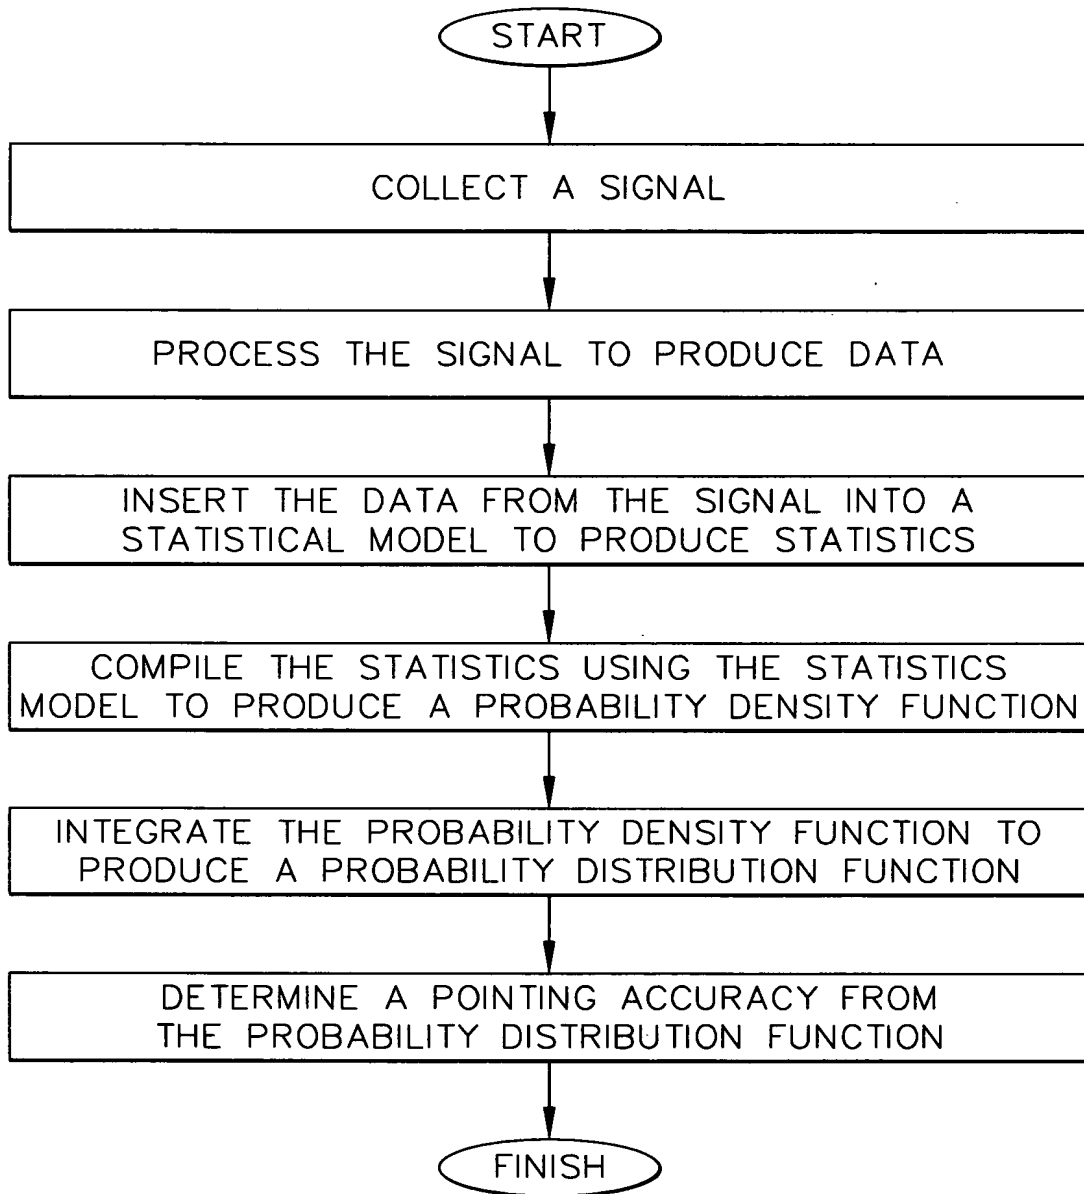 START
COLLECT A SIGNAL
PROCESS THE SIGNAL TO PRODUCE DATA
INSERT THE DATA FROM THE SIGNAL INTO A
STATISTICAL MODEL TO PRODUCE STATISTICS
COMPILE THE STATISTICS USING THE STATISTICS
MODEL TO PRODUCE A PROBABILITY DENSITY FUNCTION
INTEGRATE THE PROBABILITY DENSITY FUNCTION TO
PRODUCE A PROBABILITY DISTRIBUTION FUNCTION
DETERMINE A POINTING ACCURACY FROM
THE PROBABILITY DISTRIBUTION FUNCTION
FINISH